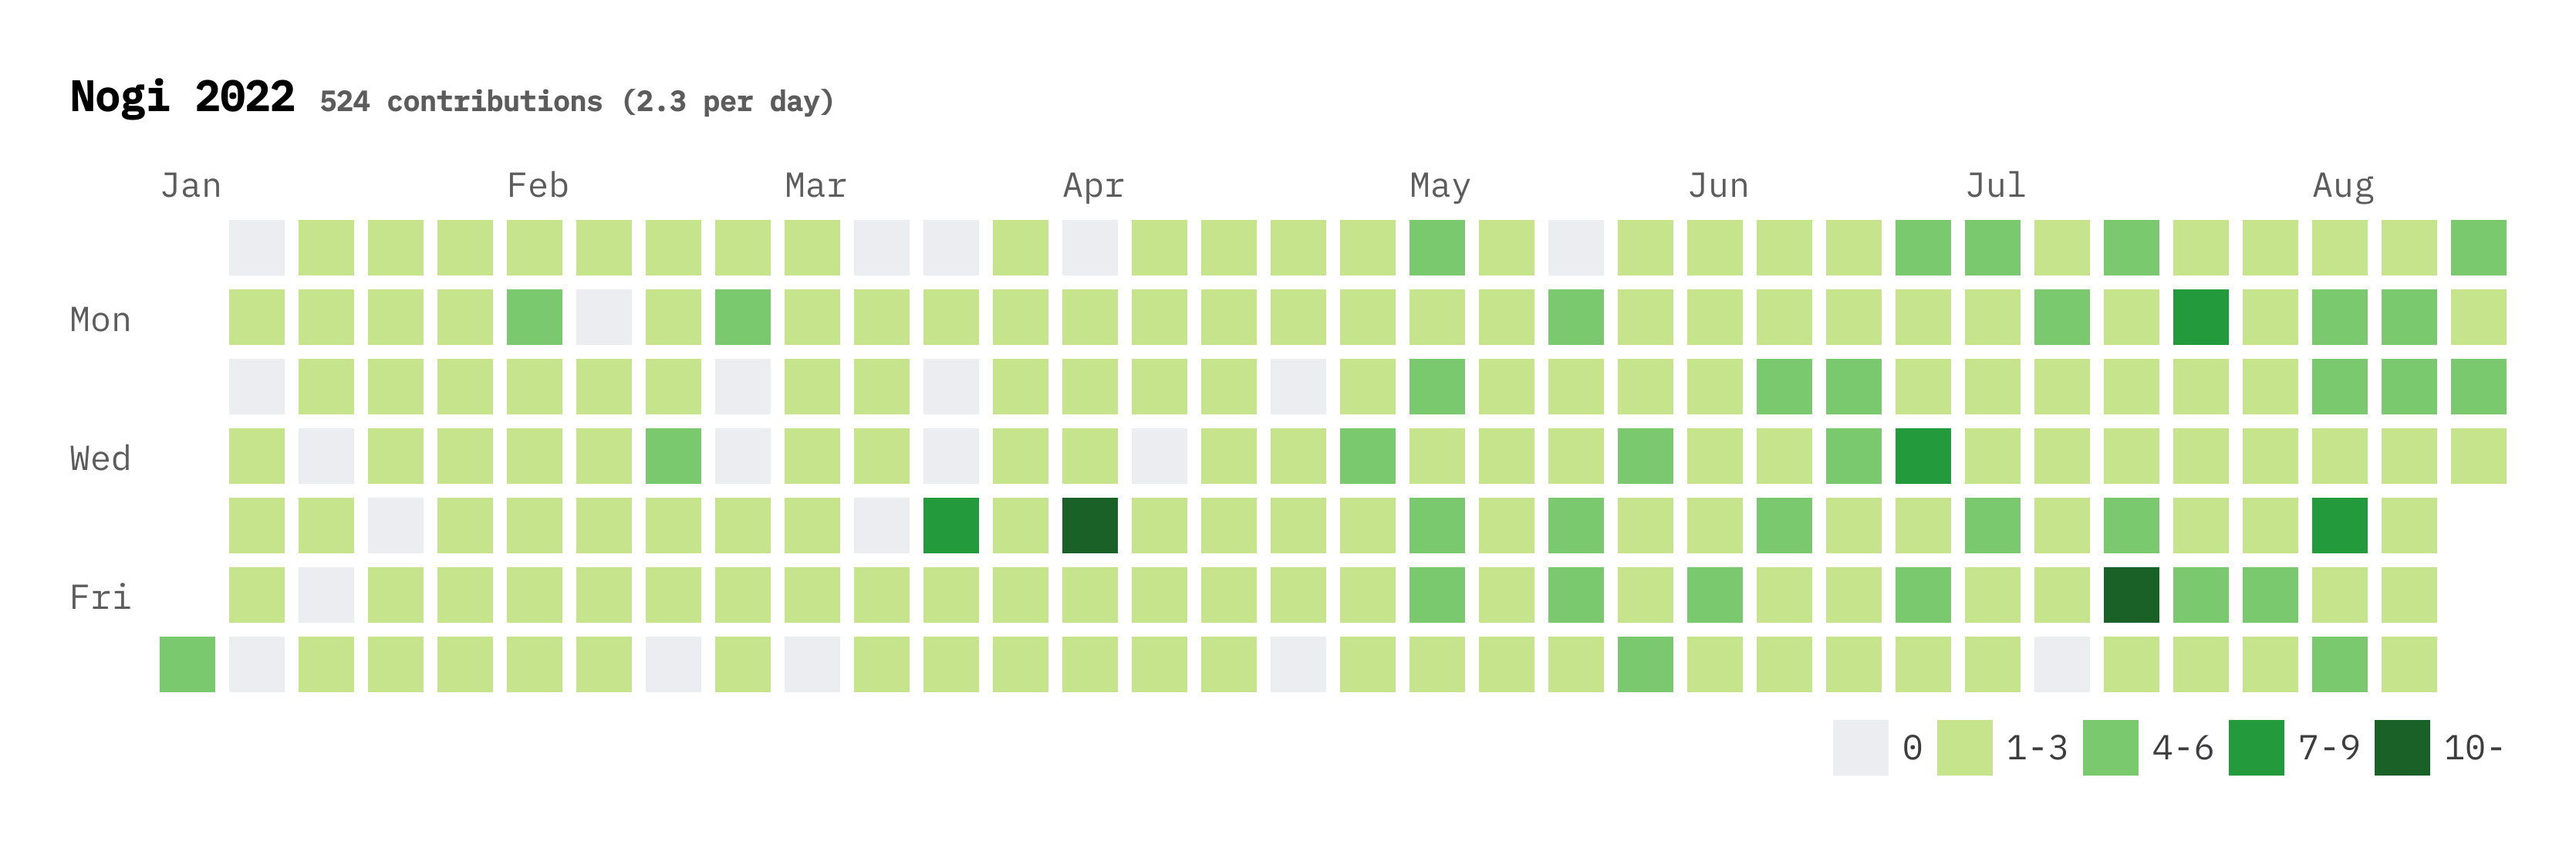 Nogi 2022 524 contributions (2.3 per day)
Jan Feb Mar Apr May Jun Jul Aug
Mon
Wed
Fri
0 1-3 4-6 7-9 10-